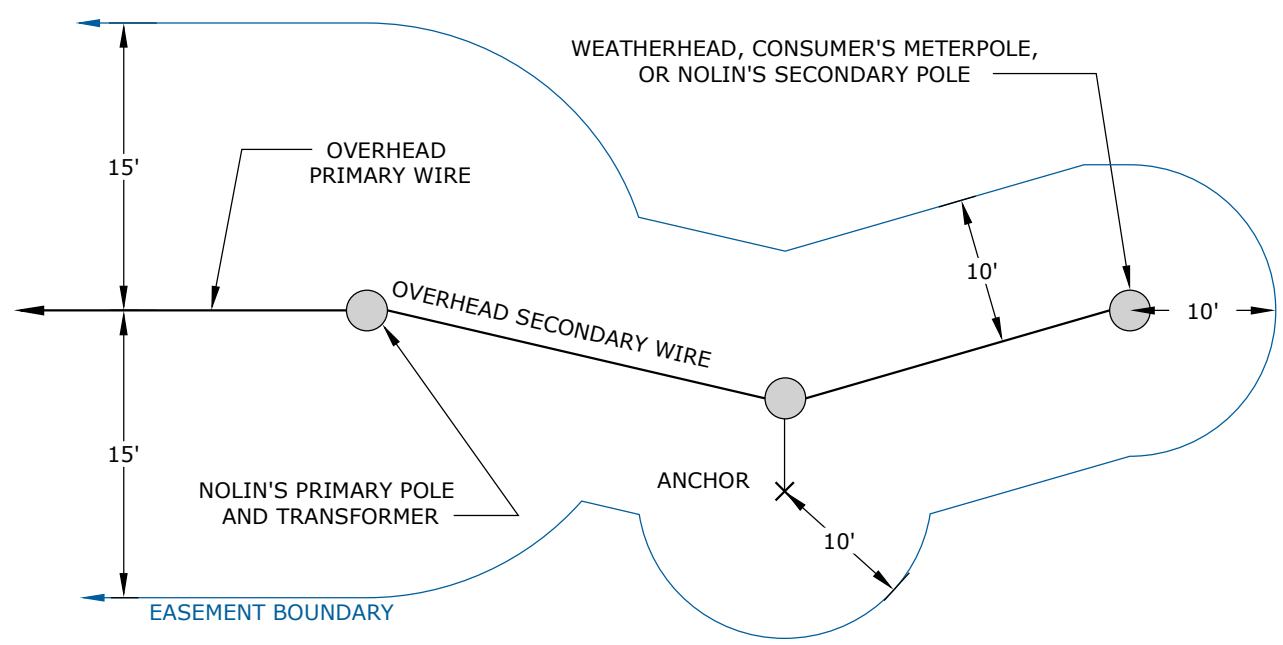 WEATHERHEAD, CONSUMER'S METERPOLE,
OR NOLIN'S SECONDARY POLE
OVERHEAD
PRIMARY WIRE
15'
10'
OVERHEAD SECONDARY WIRE
10'
15'
ANCHOR
NOLIN'S PRIMARY POLE
AND TRANSFORMER
10'
EASEMENT BOUNDARY